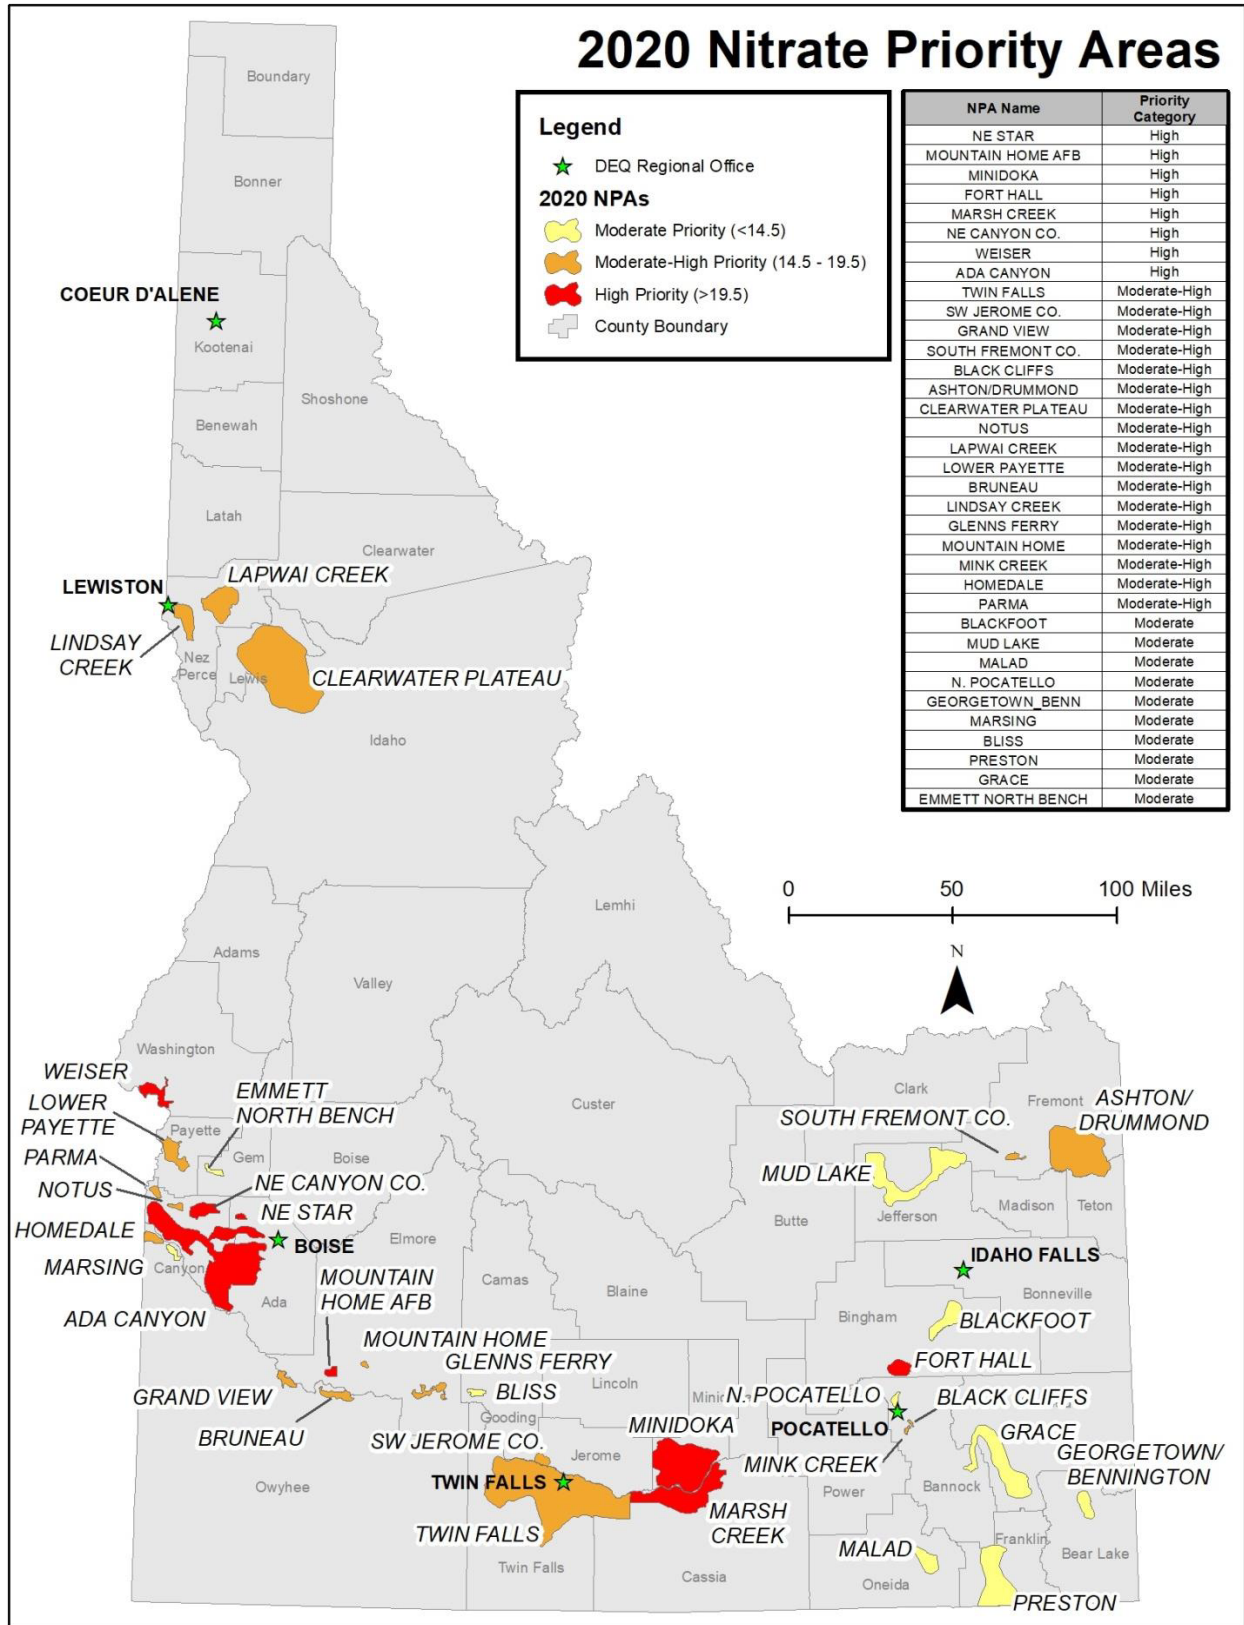 2020 Nitrate Priority Areas
Legend
DEQ Regional Office
2020 NPAs
Moderate Priority (<14.5)
Moderate-High Priority (14.5 - 19.5)
High Priority (>19.5)
County Boundary
NPA Name Priority
Category
NE STAR High
MOUNTAIN HOME AFB High
MINIDOKA High
FORT HALL High
MARSH CREEK High
NE CANYON CO. High
WEISER High
ADA CANYON High
TWIN FALLS Moderate-High
SW JEROME CO. Moderate-High
GRAND VIEW Moderate-High
SOUTH FREMONT CO. Moderate-High
BLACK CLIFFS Moderate-High
ASHTON/DRUMMOND Moderate-High
CLEARWATER PLATEAU Moderate-High
NOTUS Moderate-High
LAPWAI CREEK Moderate-High
LOWER PAYETTE Moderate-High
BRUNEAU Moderate-High
LINDSAY CREEK Moderate-High
GLENNS FERRY Moderate-High
MOUNTAIN HOME Moderate-High
MINK CREEK Moderate-High
HOMEDALE Moderate-High
PARMA Moderate-High
BLACKFOOT Moderate
MUD LAKE Moderate
MALAD Moderate
N. POCATELLO Moderate
GEORGETOWN_BENN Moderate
MARSING Moderate
BLISS Moderate
PRESTON Moderate
GRACE Moderate
EMMETT NORTH BENCH Moderate
0 50 100 Miles
N
Boundary
Bonner
COEUR D'ALENE
Kootenai
Shoshone
Benewah
Latah
Clearwater
LAPWAI CREEK
LEWISTON
LINDSAY
CREEK
Nez
Perce
Lewis
CLEARWATER PLATEAU
Idaho
Lemhi
Adams
Valley
Washington
WEISER
LOWER
PAYETTE
Payette
EMMETT
NORTH BENCH
Gem
Boise
Custer
Clark
Fremont
SOUTH FREMONT CO.
ASHTON/
DRUMMOND
MUD LAKE
Jefferson
Madison
Teton
Butte
PARMA
NOTUS
NE CANYON CO.
NE STAR
HOMEDALE
BOISE
MARSING
Canyon
ADA CANYON
Ada
Elmore
Camas
Blaine
IDAHO FALLS
Bonneville
Bingham
BLACKFOOT
MOUNTAIN
HOME AFB
MOUNTAIN HOME
GLENNS FERRY
GRAND VIEW
BRUNEAU
BLISS
Gooding
Lincoln
FORT HALL
N. POCATELLO
POCATELLO
BLACK CLIFFS
MINK CREEK
GRACE
GEORGETOWN/
BENNINGTON
SW JEROME CO.
Jerome
MINIDOKA
TWIN FALLS
TWIN FALLS
MARSH
CREEK
Owyhee
Twin Falls
Cassia
Power
Bannock
MALAD
Oneida
Franklin
Bear Lake
PRESTON